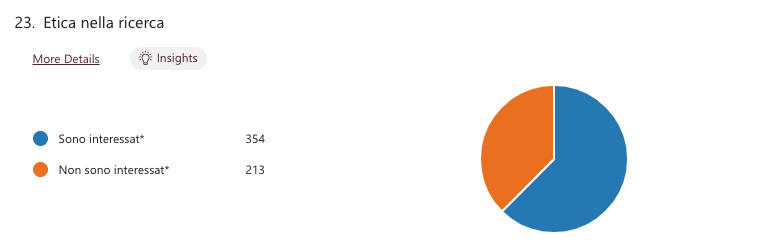 23. Etica nella ricerca
More Details Insights
Sono interessat* 354
Non sono interessat* 213